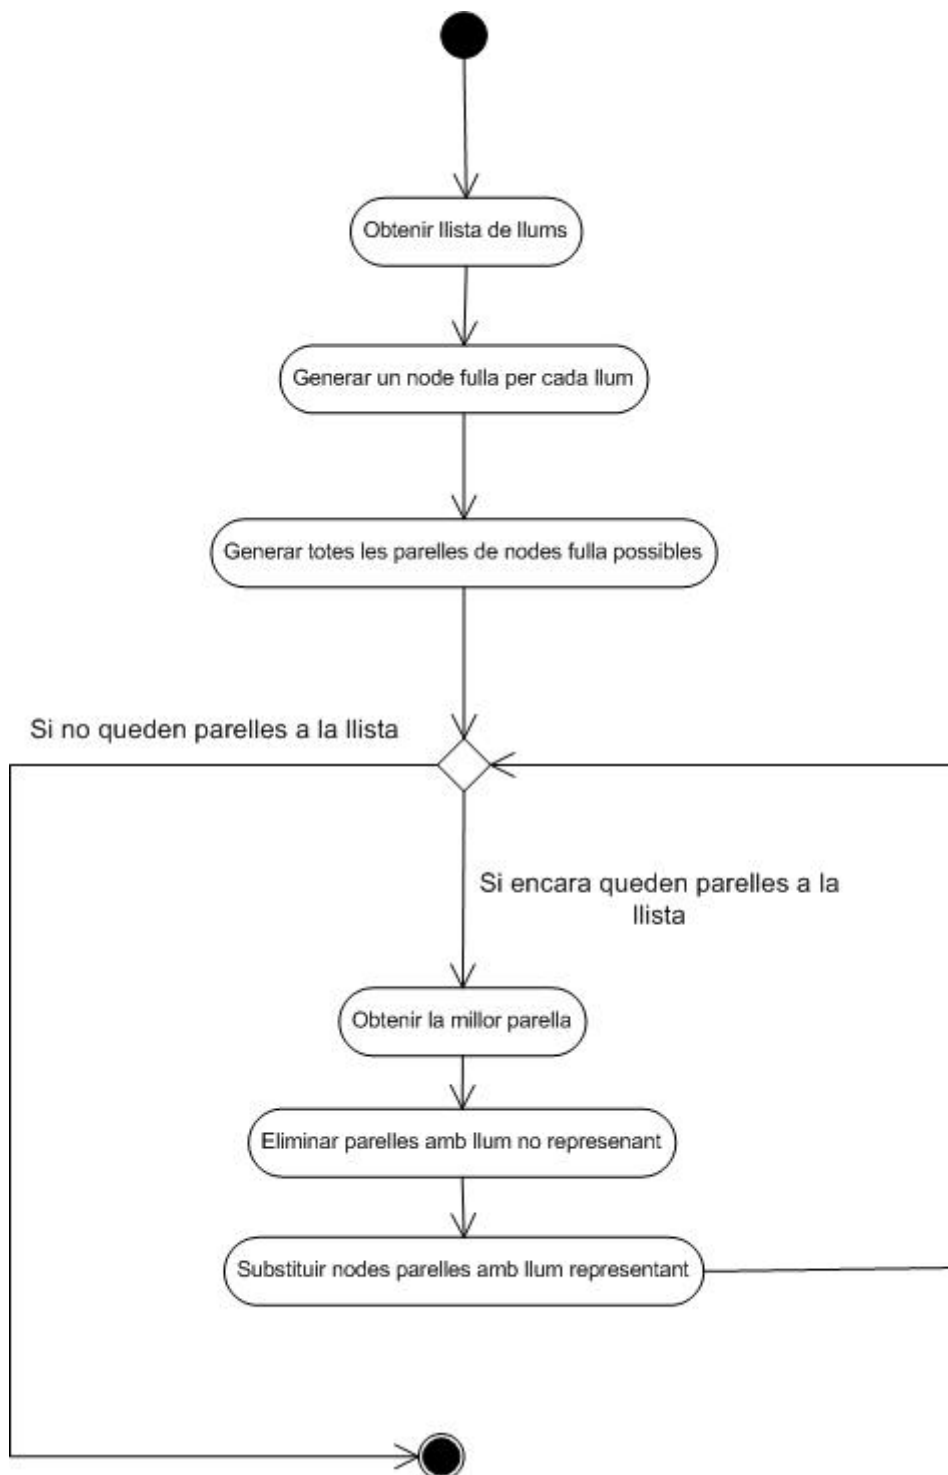 Obtenir llista de llums
Generar un node fulla per cada llum
Generar totes les parelles de nodes fulla possibles
Si no queden parelles a la llista
Si encara queden parelles a la
llista
Obtenir la millor parella
Eliminar parelles amb llum no represenant
Substituir nodes parelles amb llum representant